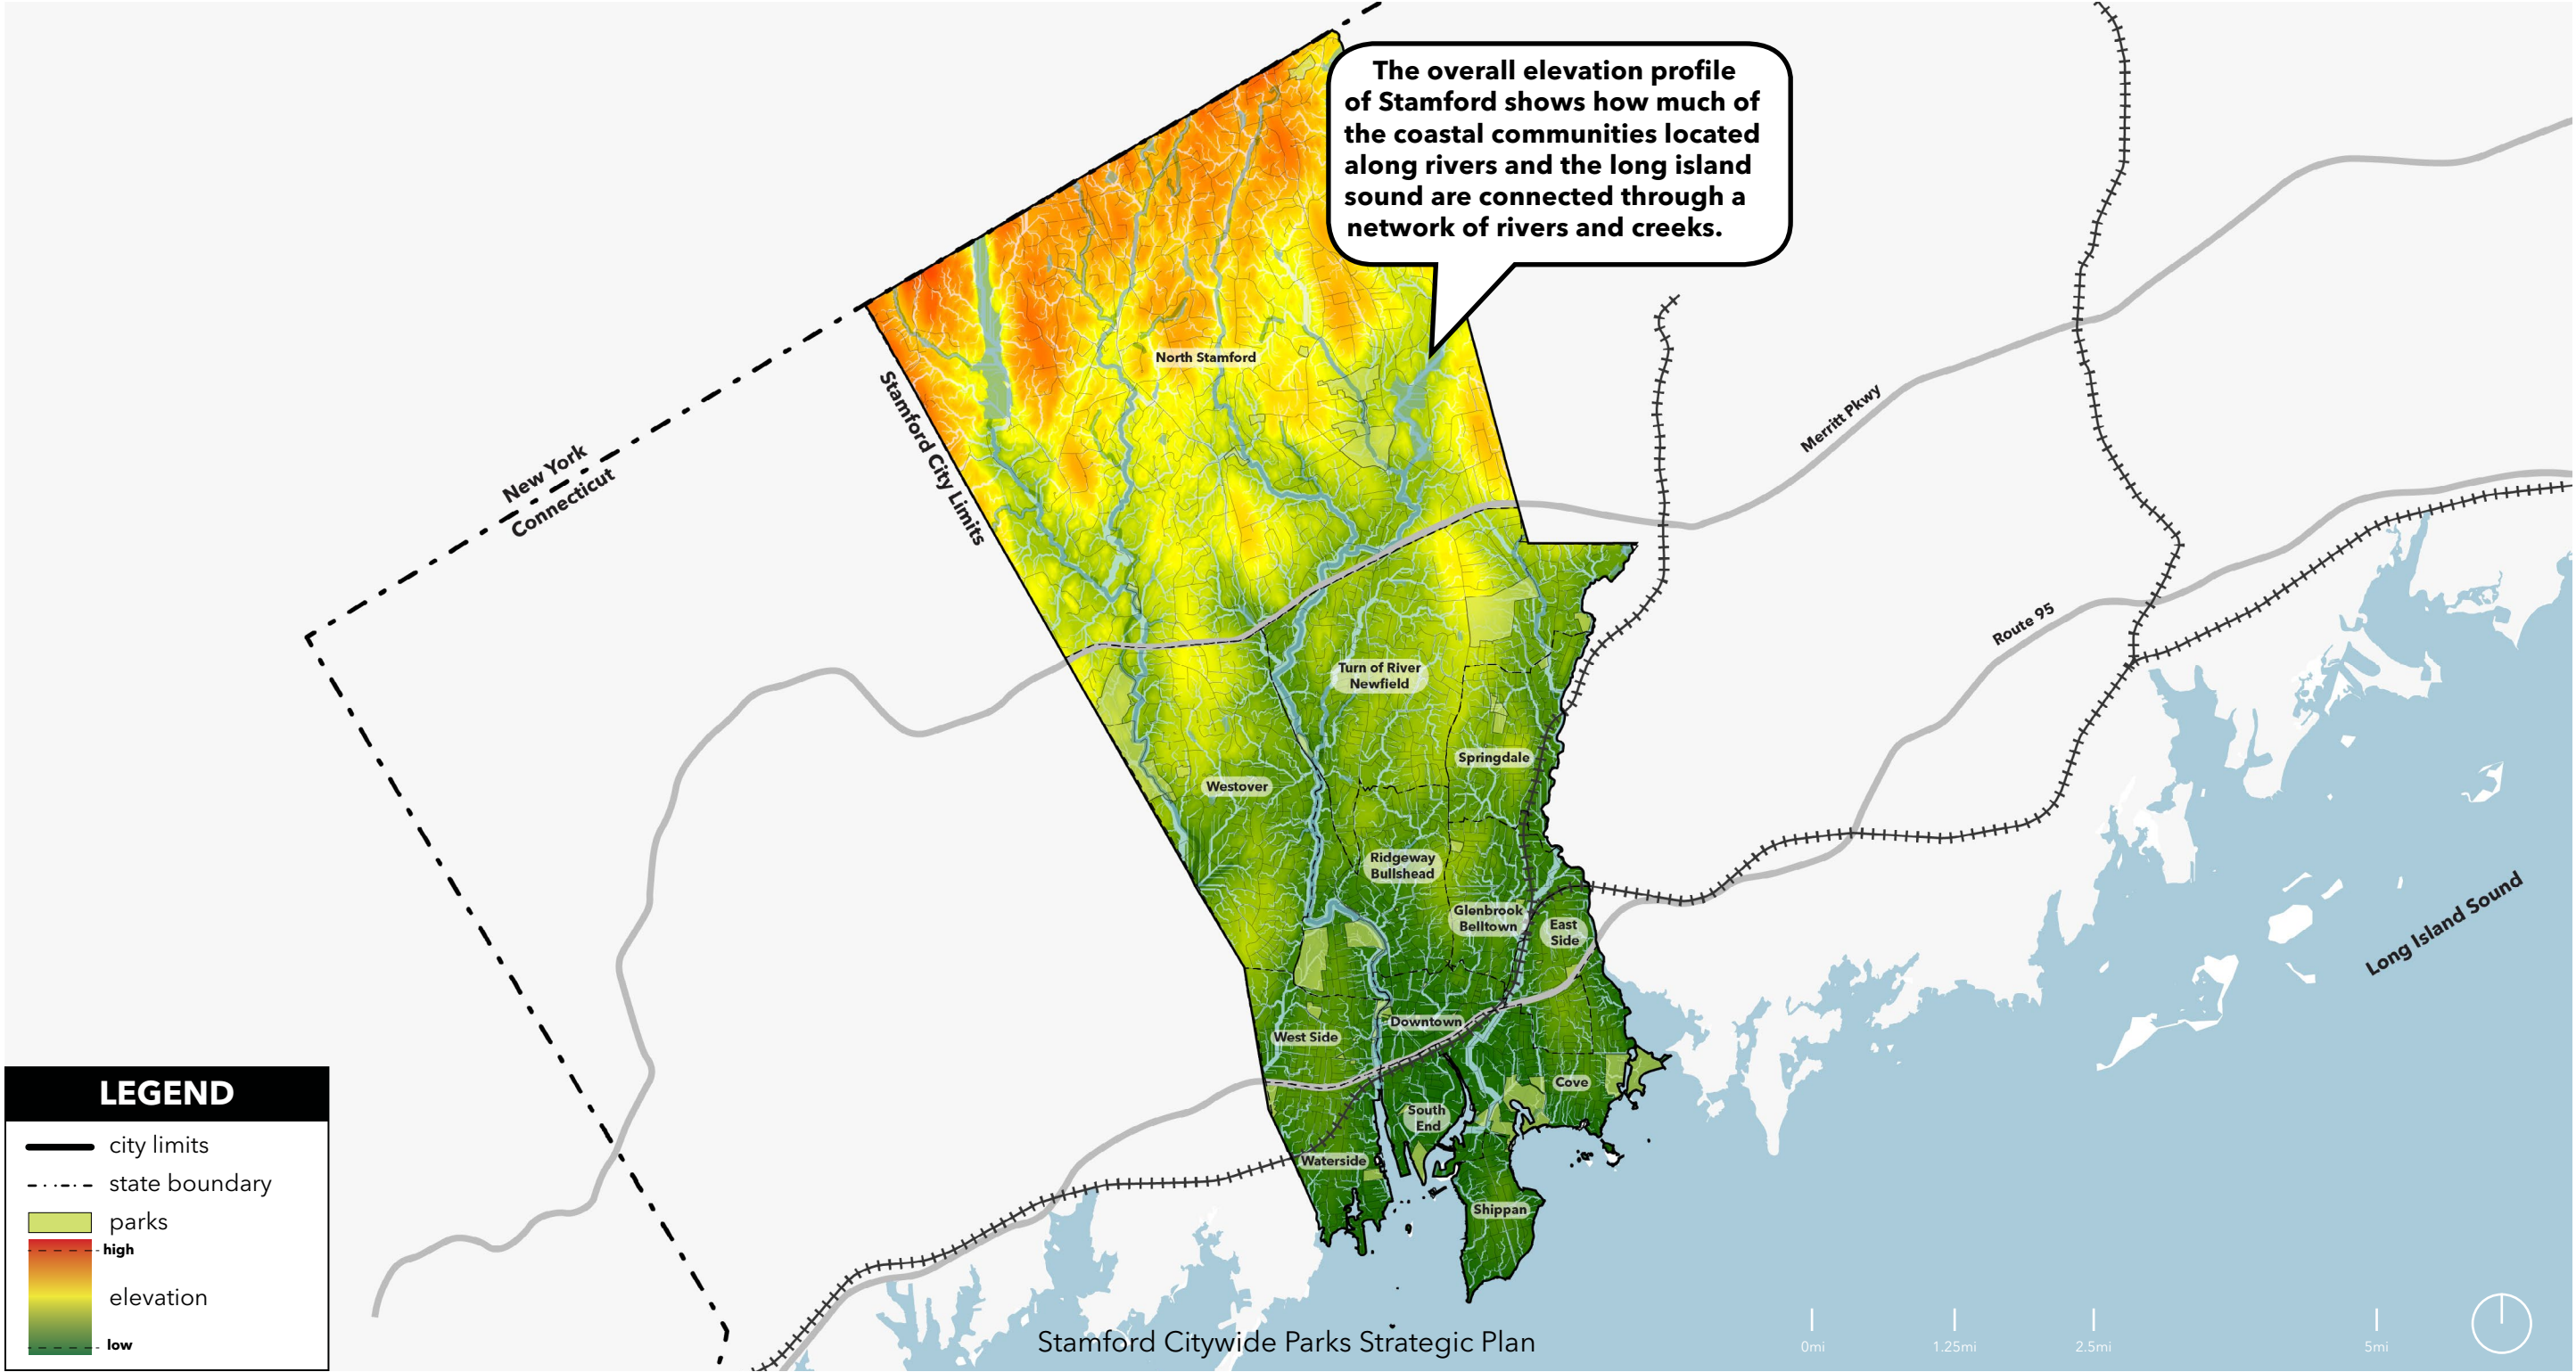 The overall elevation profile
of Stamford shows how much of
the coastal communities located
along rivers and the long island
sound are connected through a
network of rivers and creeks.
North Stamford
Stamford City Limits
New York
Connecticut
Merritt Pkwy
Route 95
Turn of River
Newfield
Springdale
Westover
Ridgeway
Bullshead
Glenbrook
Belltown
East
Side
Long Island Sound
Downtown
West Side
Cove
South
End
Waterside
Shippan
LEGEND
city limits
state boundary
parks
high
elevation
low
Stamford Citywide Parks Strategic Plan
0mi
1.25mi
2.5mi
5mi